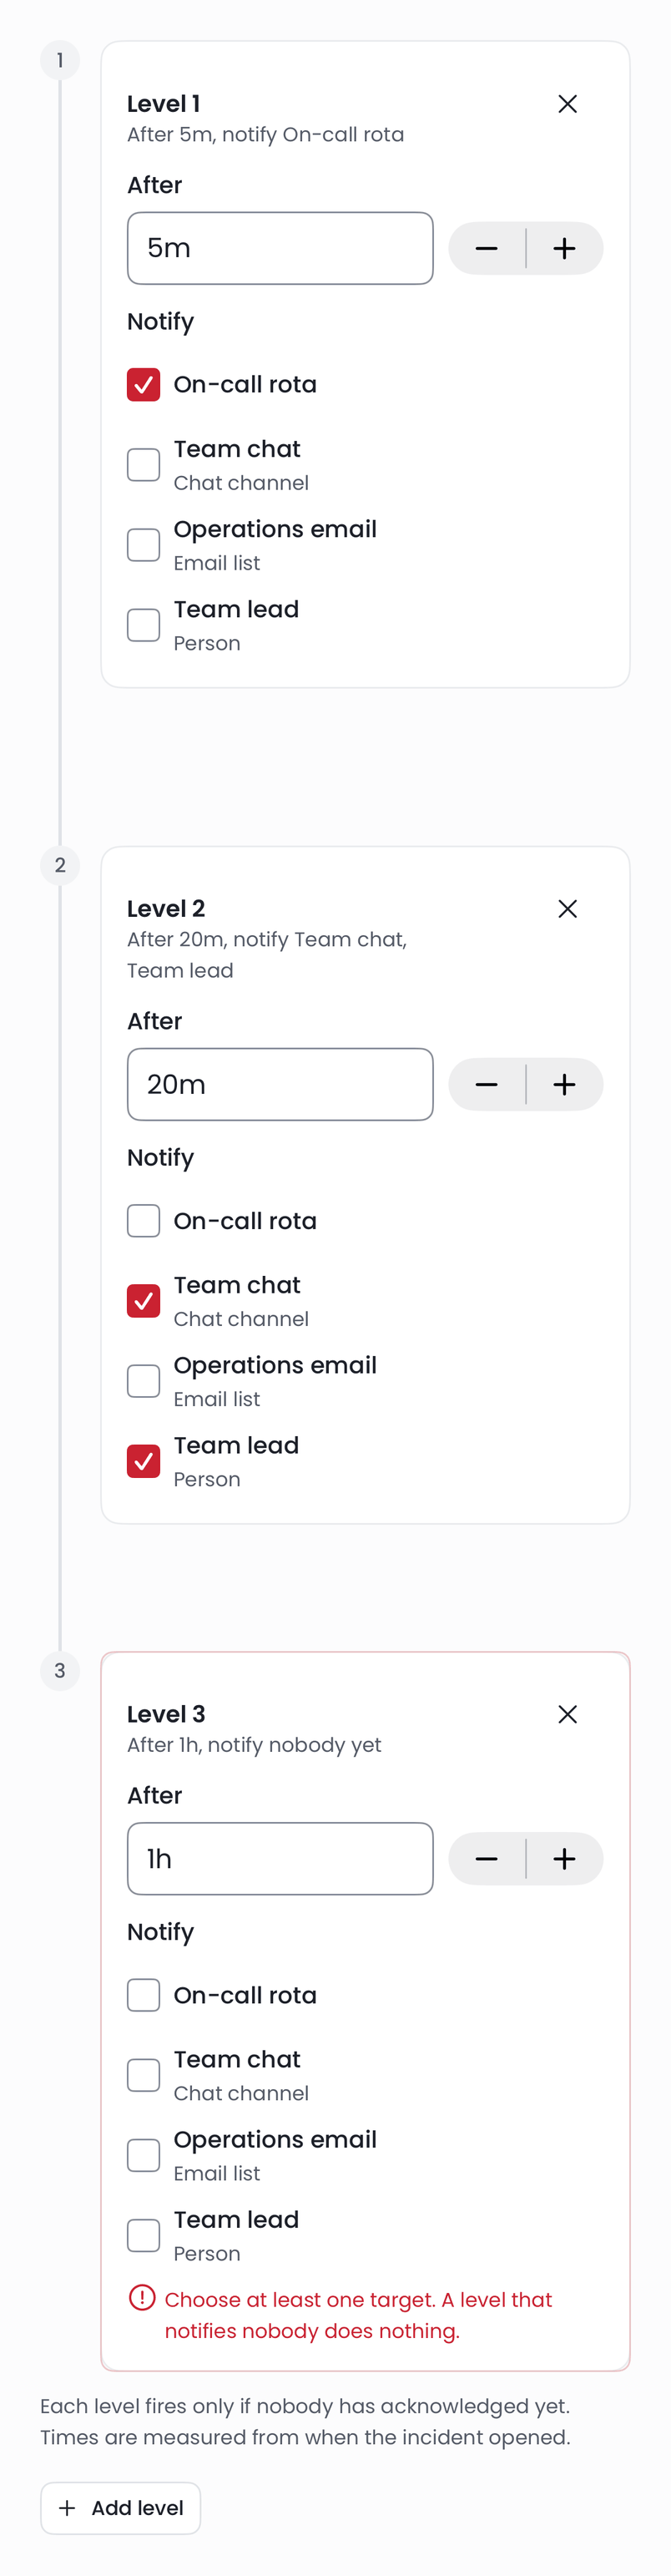 1
Level 1
After 5m, notify On-call rota
After
5m
Notify
On-call rota
Team chat
Chat channel
Operations email
Email list
Team lead
Person
2
Level 2
After 20m, notify Team chat,
Team lead
After
20m
Notify
On-call rota
Team chat
Chat channel
Operations email
Email list
Team lead
Person
3
Level 3
After 1h, notify nobody yet
After
1h
Notify
On-call rota
Team chat
Chat channel
Operations email
Email list
Team lead
Person
Choose at least one target. A level that
notifies nobody does nothing.
Each level fires only if nobody has acknowledged yet.
Times are measured from when the incident opened.
Add level